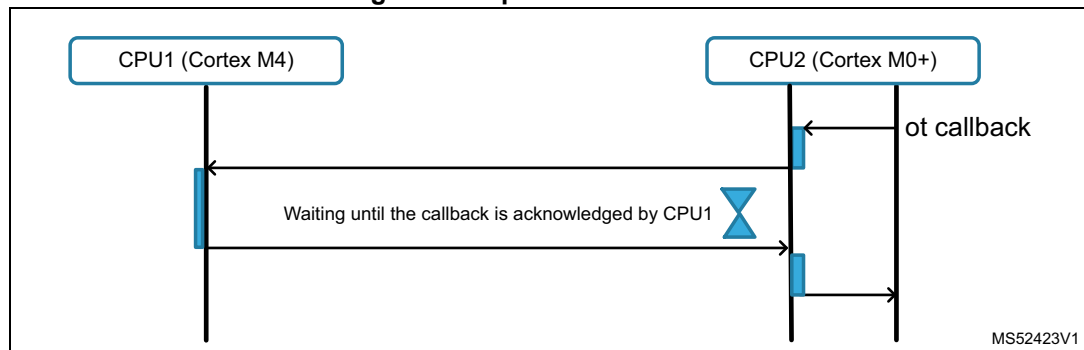 CPU1 (Cortex M4)
CPU2 (Cortex M0+)
ot callback
Waiting until the callback is acknowledged by CPU1
MS52423V1